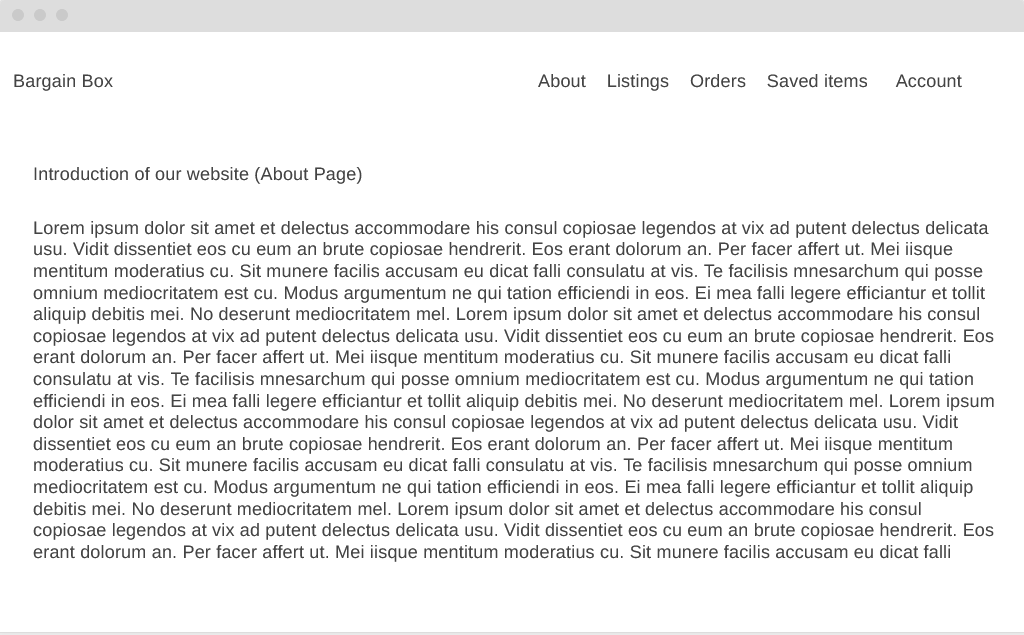 Bargain Box
About Listings Orders Saved items Account
Introduction of our website (About Page)
Lorem ipsum dolor sit amet et delectus accommodare his consul copiosae legendos at vix ad putent delectus delicata
usu. Vidit dissentiet eos cu eum an brute copiosae hendrerit. Eos erant dolorum an. Per facer affert ut. Mei iisque
mentitum moderatius cu. Sit munere facilis accusam eu dicat falli consulatu at vis. Te facilisis mnesarchum qui posse
omnium mediocritatem est cu. Modus argumentum ne qui tation efficiendi in eos. Ei mea falli legere efficiantur et tollit
aliquip debitis mei. No deserunt mediocritatem mel. Lorem ipsum dolor sit amet et delectus accommodare his consul
copiosae legendos at vix ad putent delectus delicata usu. Vidit dissentiet eos cu eum an brute copiosae hendrerit. Eos
erant dolorum an. Per facer affert ut. Mei iisque mentitum moderatius cu. Sit munere facilis accusam eu dicat falli
consulatu at vis. Te facilisis mnesarchum qui posse omnium mediocritatem est cu. Modus argumentum ne qui tation
efficiendi in eos. Ei mea falli legere efficiantur et tollit aliquip debitis mei. No deserunt mediocritatem mel. Lorem ipsum
dolor sit amet et delectus accommodare his consul copiosae legendos at vix ad putent delectus delicata usu. Vidit
dissentiet eos cu eum an brute copiosae hendrerit. Eos erant dolorum an. Per facer affert ut. Mei iisque mentitum
moderatius cu. Sit munere facilis accusam eu dicat falli consulatu at vis. Te facilisis mnesarchum qui posse omnium
mediocritatem est cu. Modus argumentum ne qui tation efficiendi in eos. Ei mea falli legere efficiantur et tollit aliquip
debitis mei. No deserunt mediocritatem mel. Lorem ipsum dolor sit amet et delectus accommodare his consul
copiosae legendos at vix ad putent delectus delicata usu. Vidit dissentiet eos cu eum an brute copiosae hendrerit. Eos
erant dolorum an. Per facer affert ut. Mei iisque mentitum moderatius cu. Sit munere facilis accusam eu dicat falli